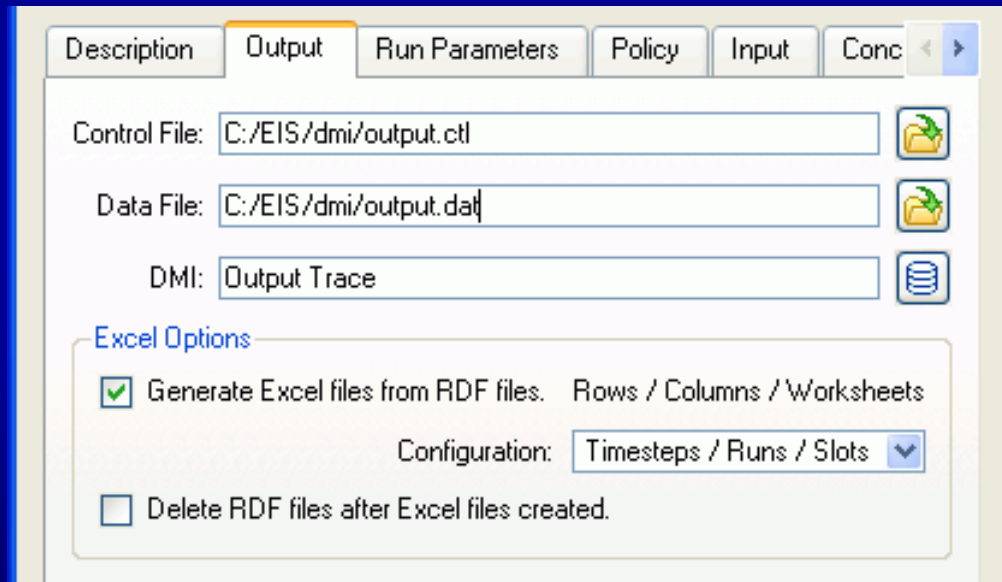 Description Output Run Parameters Policy Input Conc
Control File: C:/EIS/dmi/output.ctl
Data File: C:/EIS/dmi/output.dat
DMI: Output Trace
Excel Options
Generate Excel files from RDF files. Rows / Columns / Worksheets
Configuration: Timesteps / Runs / Slots
Delete RDF files after Excel files created.